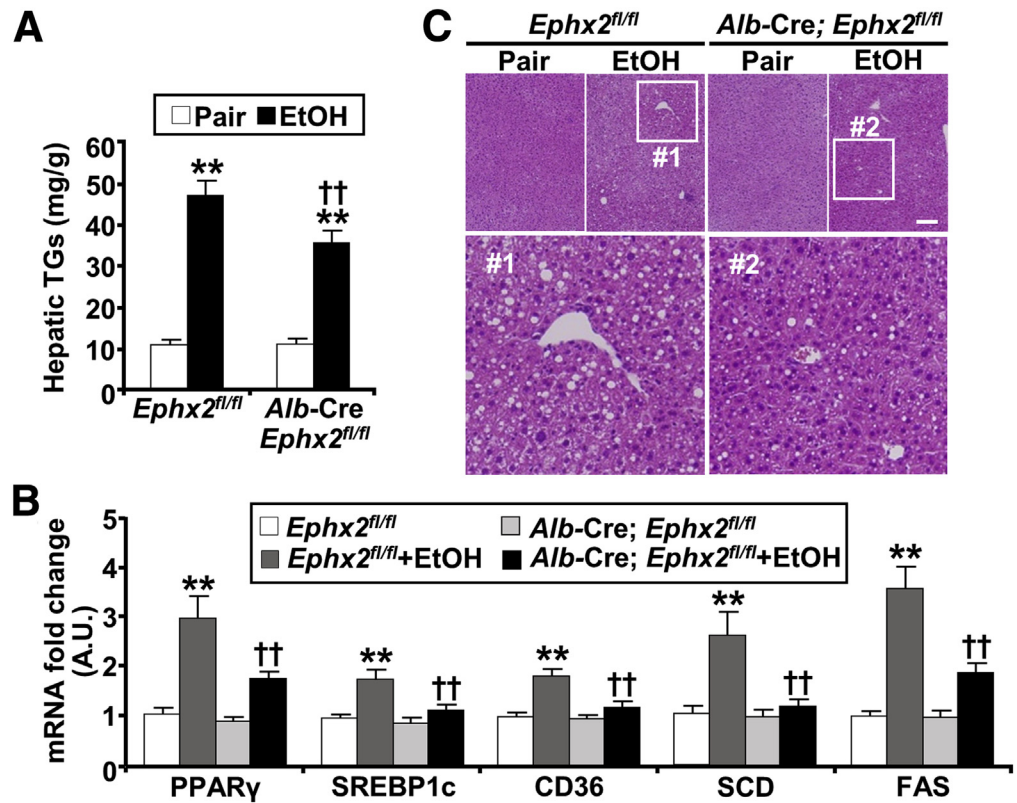 A
Pair EtOH
Hepatic TGs (mg/g)
60
50
40
30
20
10
0
**
††
**
Ephx2fl/fl
Alb-Cre
Ephx2fl/fl
C
Ephx2fl/fl Alb-Cre; Ephx2fl/fl
Pair EtOH Pair EtOH
#1
#2
#1
#2
B
mRNA fold change
(A.U.)
5
4
3
2
1
0
Ephx2fl/fl Alb-Cre; Ephx2fl/fl
Ephx2fl/fl+EtOH Alb-Cre; Ephx2fl/fl+EtOH
** †† ** †† ** †† ** †† ** ††
PPARγ SREBP1c CD36 SCD FAS